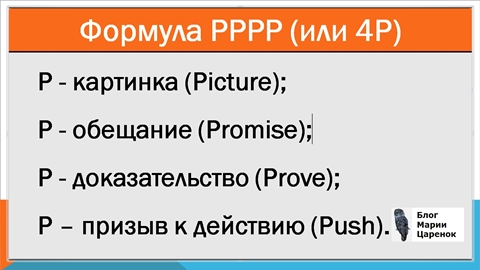 Формула PPPP (или 4P)
P - картинка (Picture);
P - обещание (Promise);
P - доказательство (Prove);
P – призыв к действию (Push).
Блог
Марии
Царенок